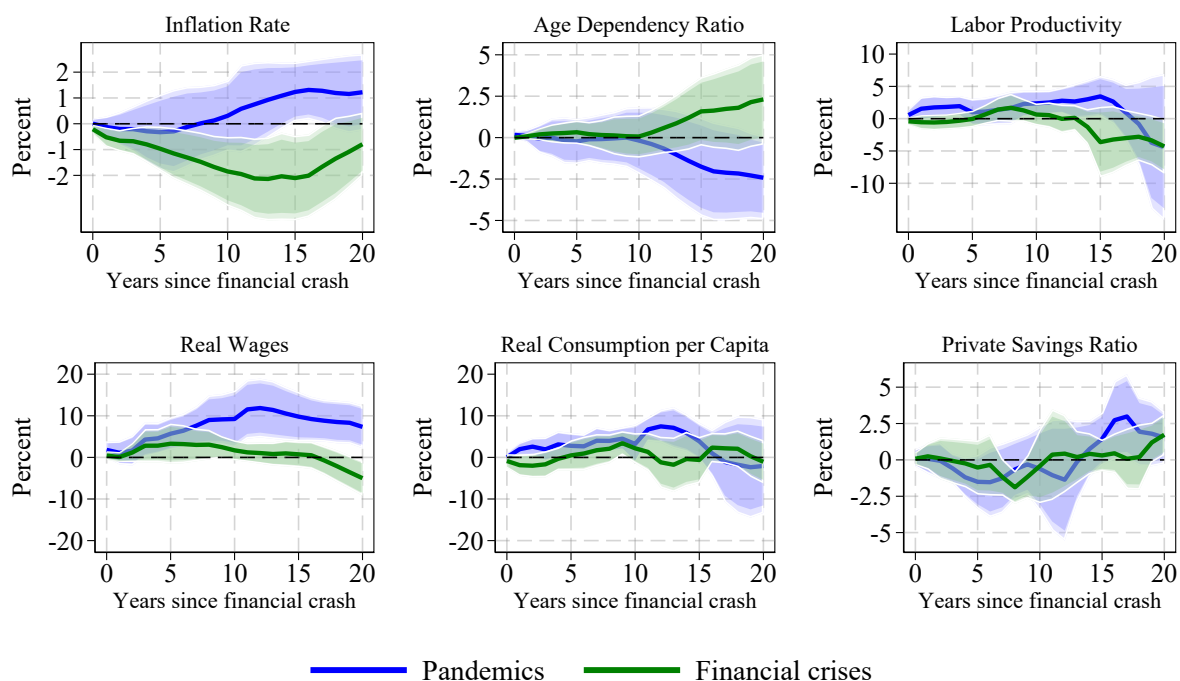 Inflation Rate
Percent
2
1
0
-1
-2
0 5 10 15 20
Years since financial crash
Age Dependency Ratio
Percent
5
2.5
0
-2.5
-5
0 5 10 15 20
Years since financial crash
Labor Productivity
Percent
10
5
0
-5
-10
0 5 10 15 20
Years since financial crash
Real Wages
Percent
20
10
0
-10
-20
0 5 10 15 20
Years since financial crash
Real Consumption per Capita
Percent
20
10
0
-10
-20
0 5 10 15 20
Years since financial crash
Private Savings Ratio
Percent
5
2.5
0
-2.5
-5
0 5 10 15 20
Years since financial crash
Pandemics Financial crises